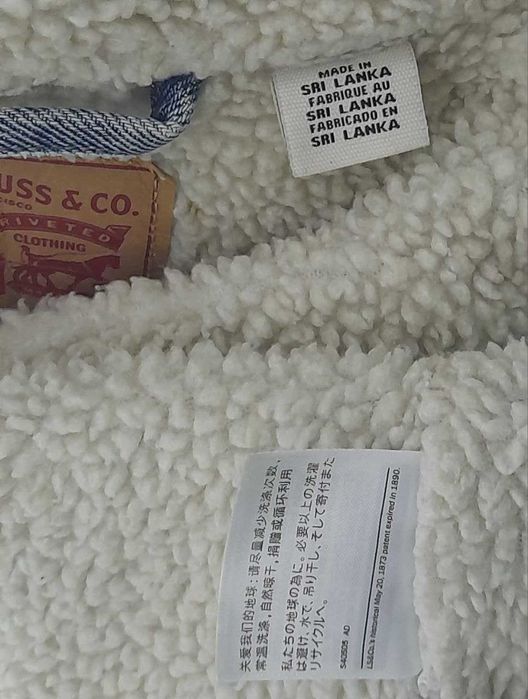 MADE IN
SRI LANKA
FABRIQUE AU
SRI LANKA
FABRICADO EN
SRI LANKA
USS & CO.
CISCO
RIVETED
CLOTHING
关爱我们的地球:请尽量减少洗涤次数,
常温洗涤,自然晾干,捐赠或循环利用
私たちの地球の為に。必要以上の洗濯
は避け、水で、吊り干し、そして寄付また
リサイクルへ。
S40505 AD
LS&Co.'s historical May 20, 1873 patent expired in 1890.